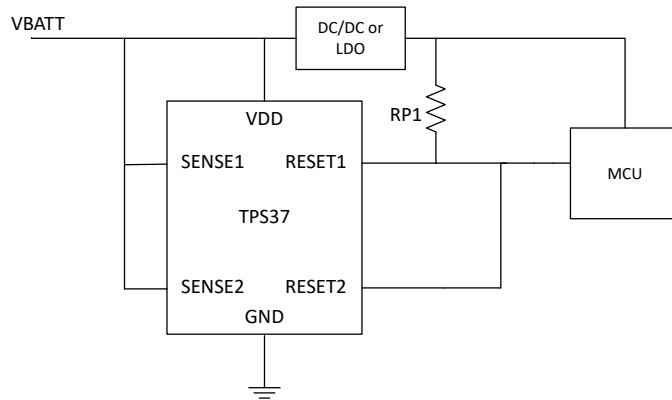 VBATT
DC/DC or
LDO
VDD
RP1
SENSE1
RESET1
MCU
TPS37
SENSE2
RESET2
GND